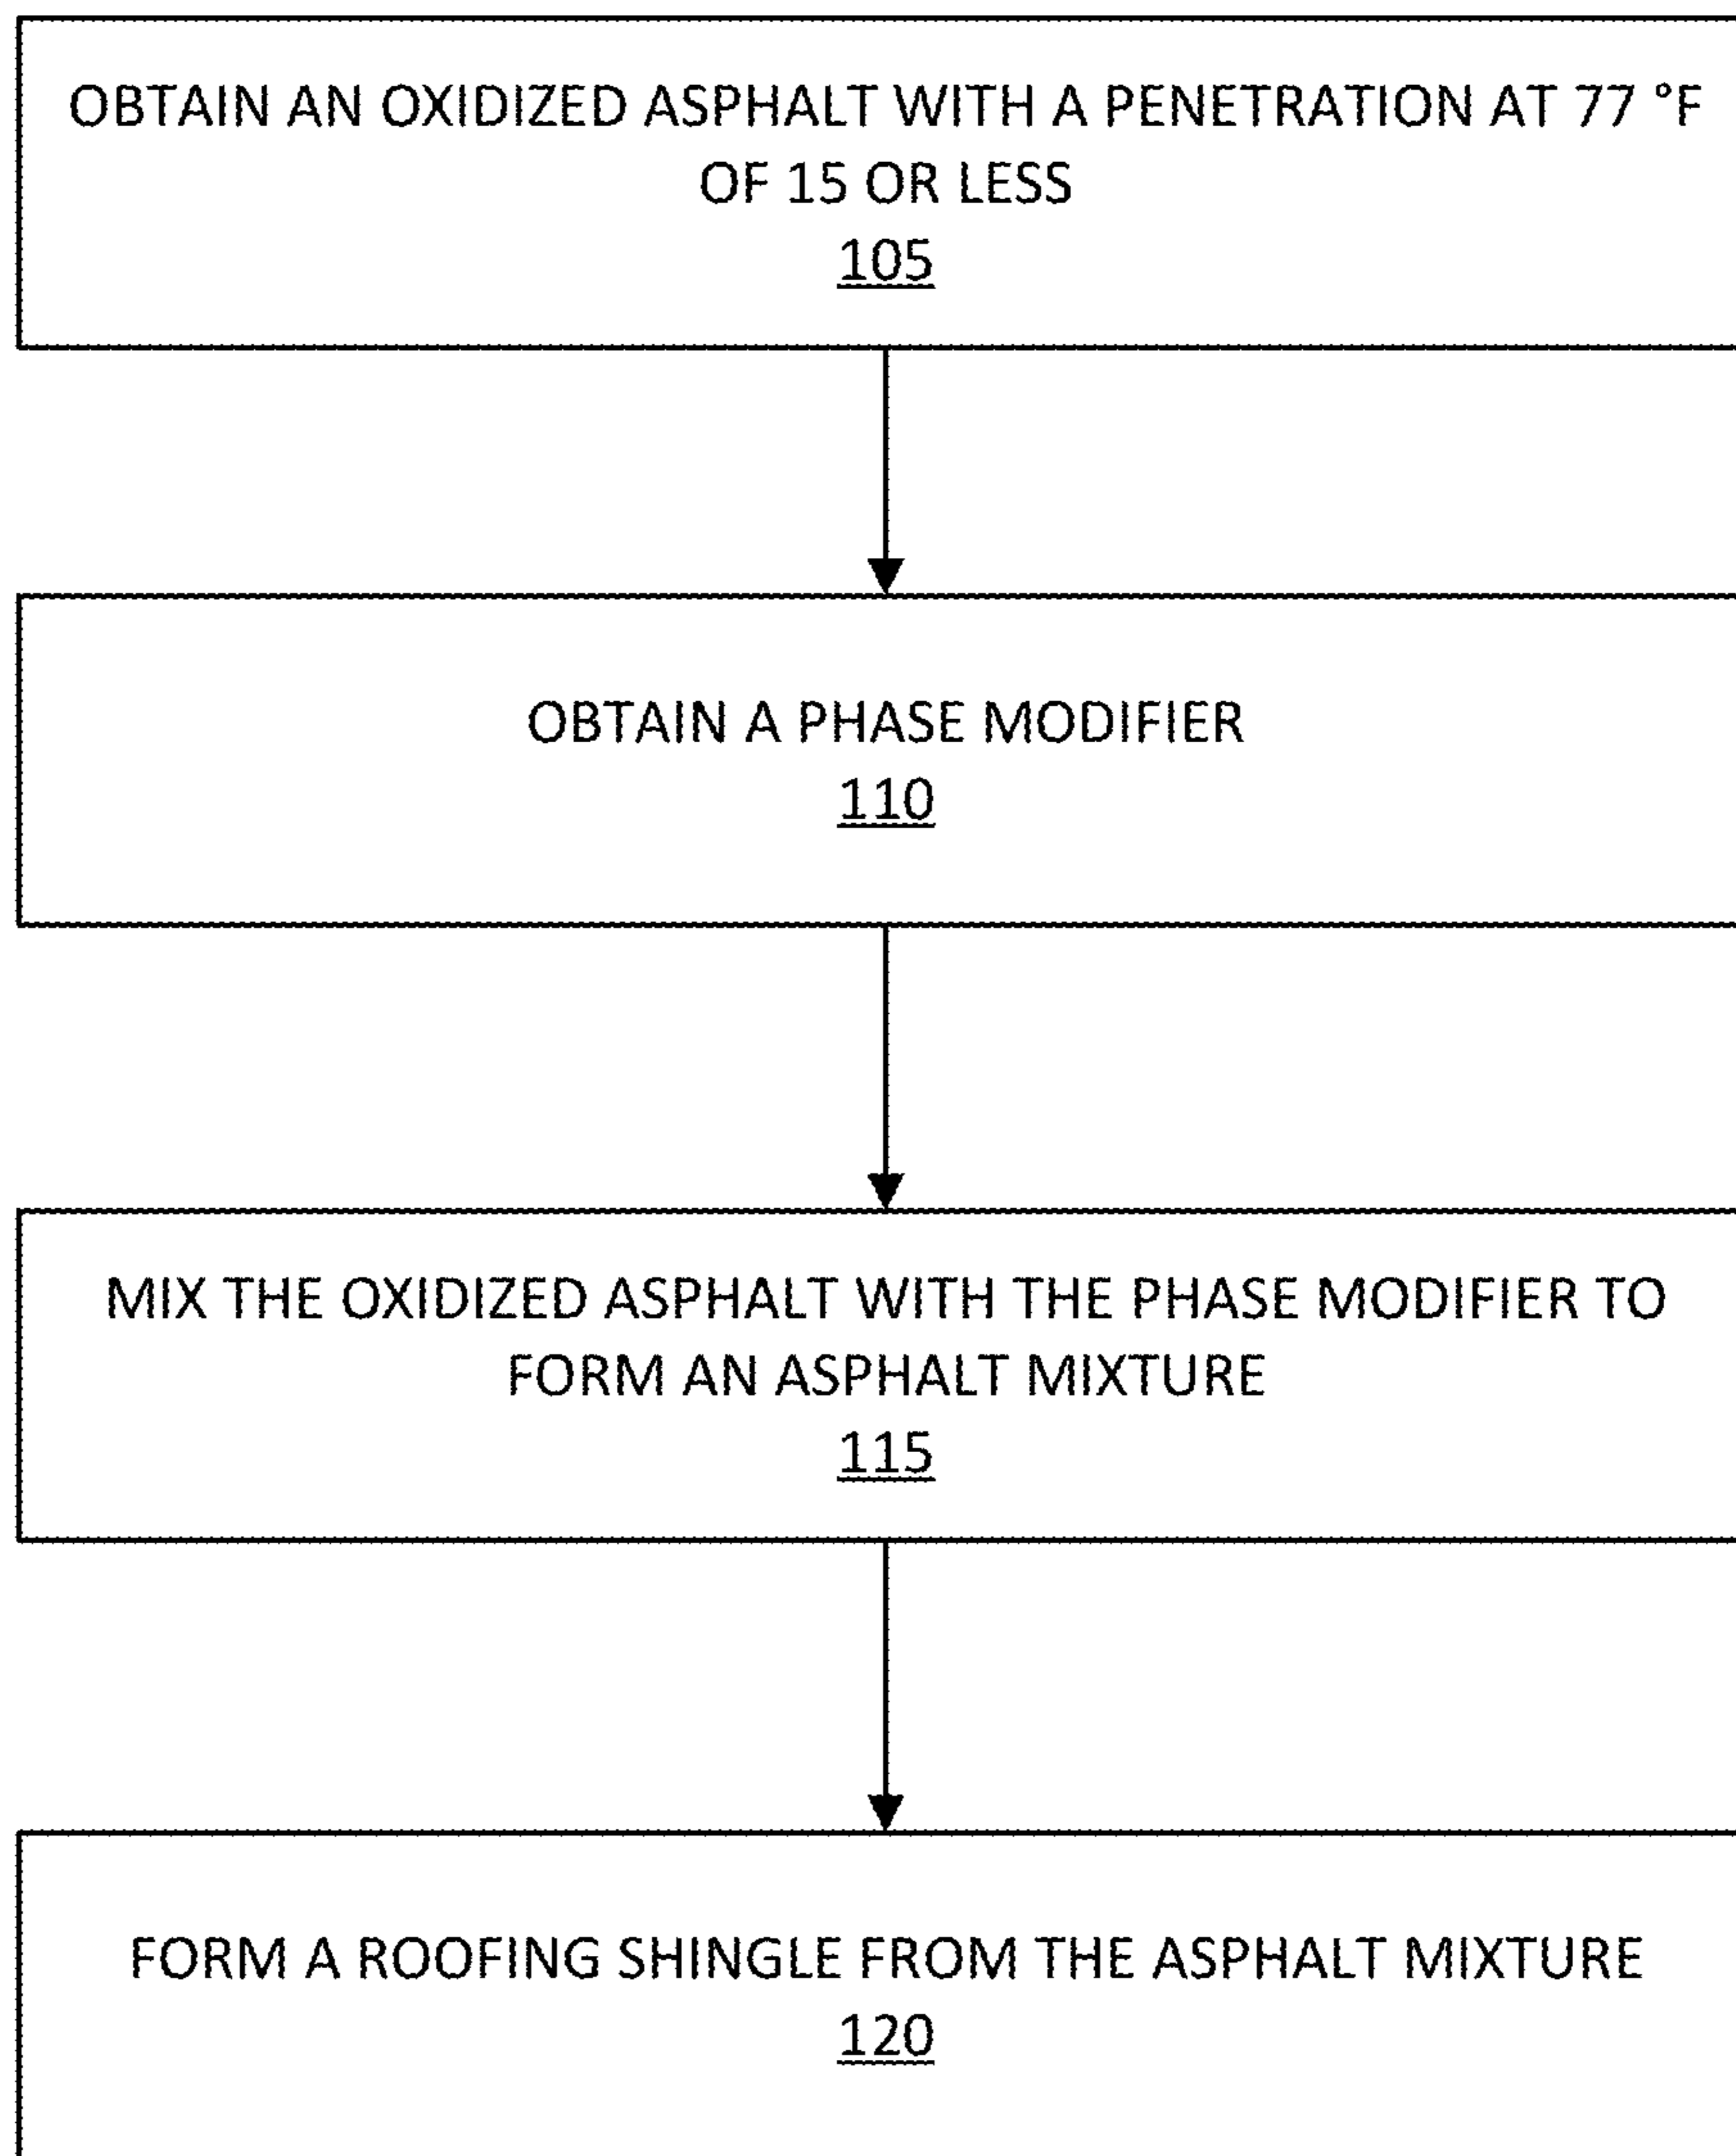 OBTAIN AN OXIDIZED ASPHALT WITH A PENETRATION AT 77 °F
OF 15 OR LESS
105
OBTAIN A PHASE MODIFIER
110
MIX THE OXIDIZED ASPHALT WITH THE PHASE MODIFIER TO
FORM AN ASPHALT MIXTURE
115
FORM A ROOFING SHINGLE FROM THE ASPHALT MIXTURE
120